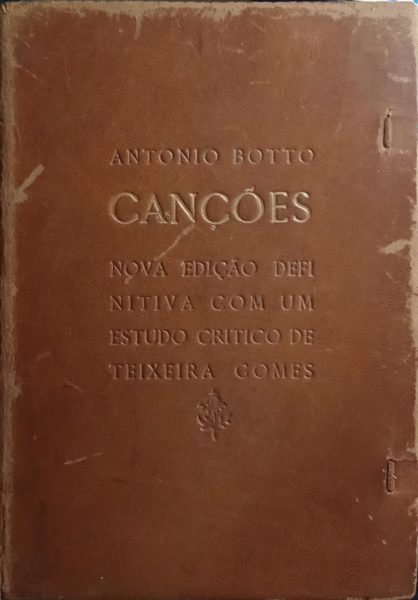 ANTONIO BOTTO
CANÇÕES
NOVA EDIÇÃO DEFI
NITIVA COM UM
ESTUDO CRITICO DE
TEIXEIRA GOMES